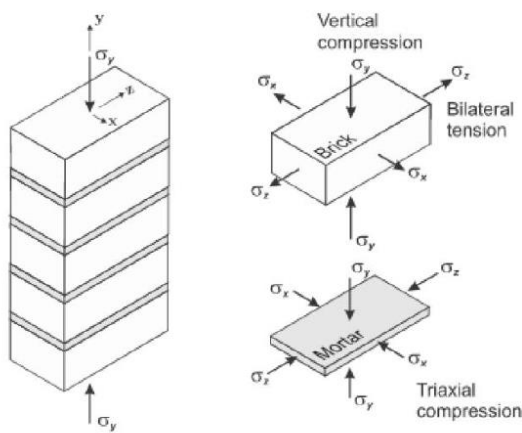 y
σy
z
x
σy
Vertical
compression
σy
σx
σz
Bilateral
tension
Brick
σz
σx
σy
σy
σz
σx
Mortar
σx
σz
σy
Triaxial
compression